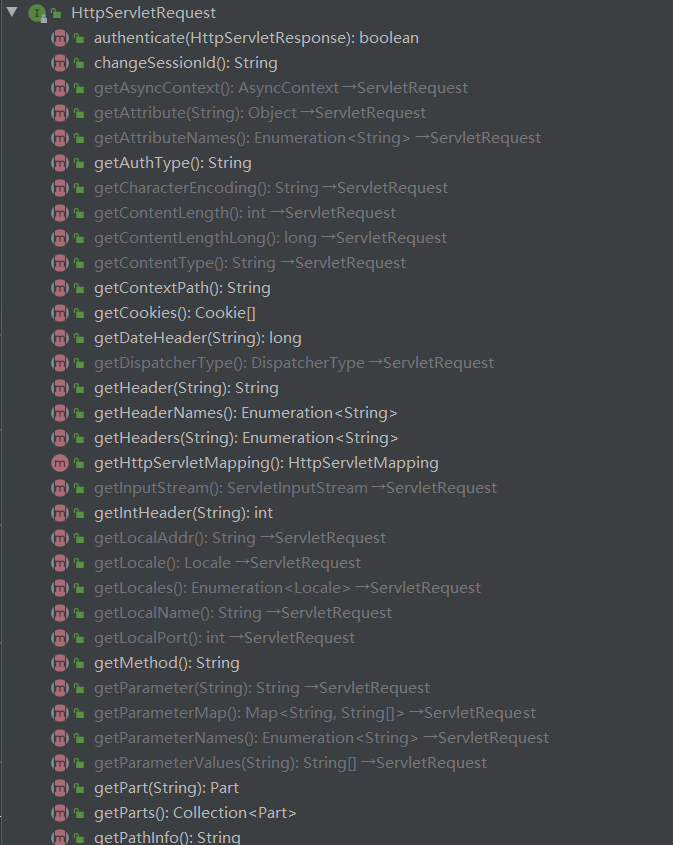 HttpServletRequest
authenticate(HttpServletResponse): boolean
changeSessionId(): String
getAsyncContext(): AsyncContext →ServletRequest
getAttribute(String): Object →ServletRequest
getAttributeNames(): Enumeration<String> →ServletRequest
getAuthType(): String
getCharacterEncoding(): String →ServletRequest
getContentLength(): int →ServletRequest
getContentLengthLong(): long →ServletRequest
getContentType(): String →ServletRequest
getContextPath(): String
getCookies(): Cookie[]
getDateHeader(String): long
getDispatcherType(): DispatcherType →ServletRequest
getHeader(String): String
getHeaderNames(): Enumeration<String>
getHeaders(String): Enumeration<String>
getHttpServletMapping(): HttpServletMapping
getInputStream(): ServletInputStream →ServletRequest
getIntHeader(String): int
getLocalAddr(): String →ServletRequest
getLocale(): Locale →ServletRequest
getLocales(): Enumeration<Locale> →ServletRequest
getLocalName(): String →ServletRequest
getLocalPort(): int →ServletRequest
getMethod(): String
getParameter(String): String →ServletRequest
getParameterMap(): Map<String, String[]> →ServletRequest
getParameterNames(): Enumeration<String> →ServletRequest
getParameterValues(String): String[] →ServletRequest
getPart(String): Part
getParts(): Collection<Part>
getPathInfo(): String